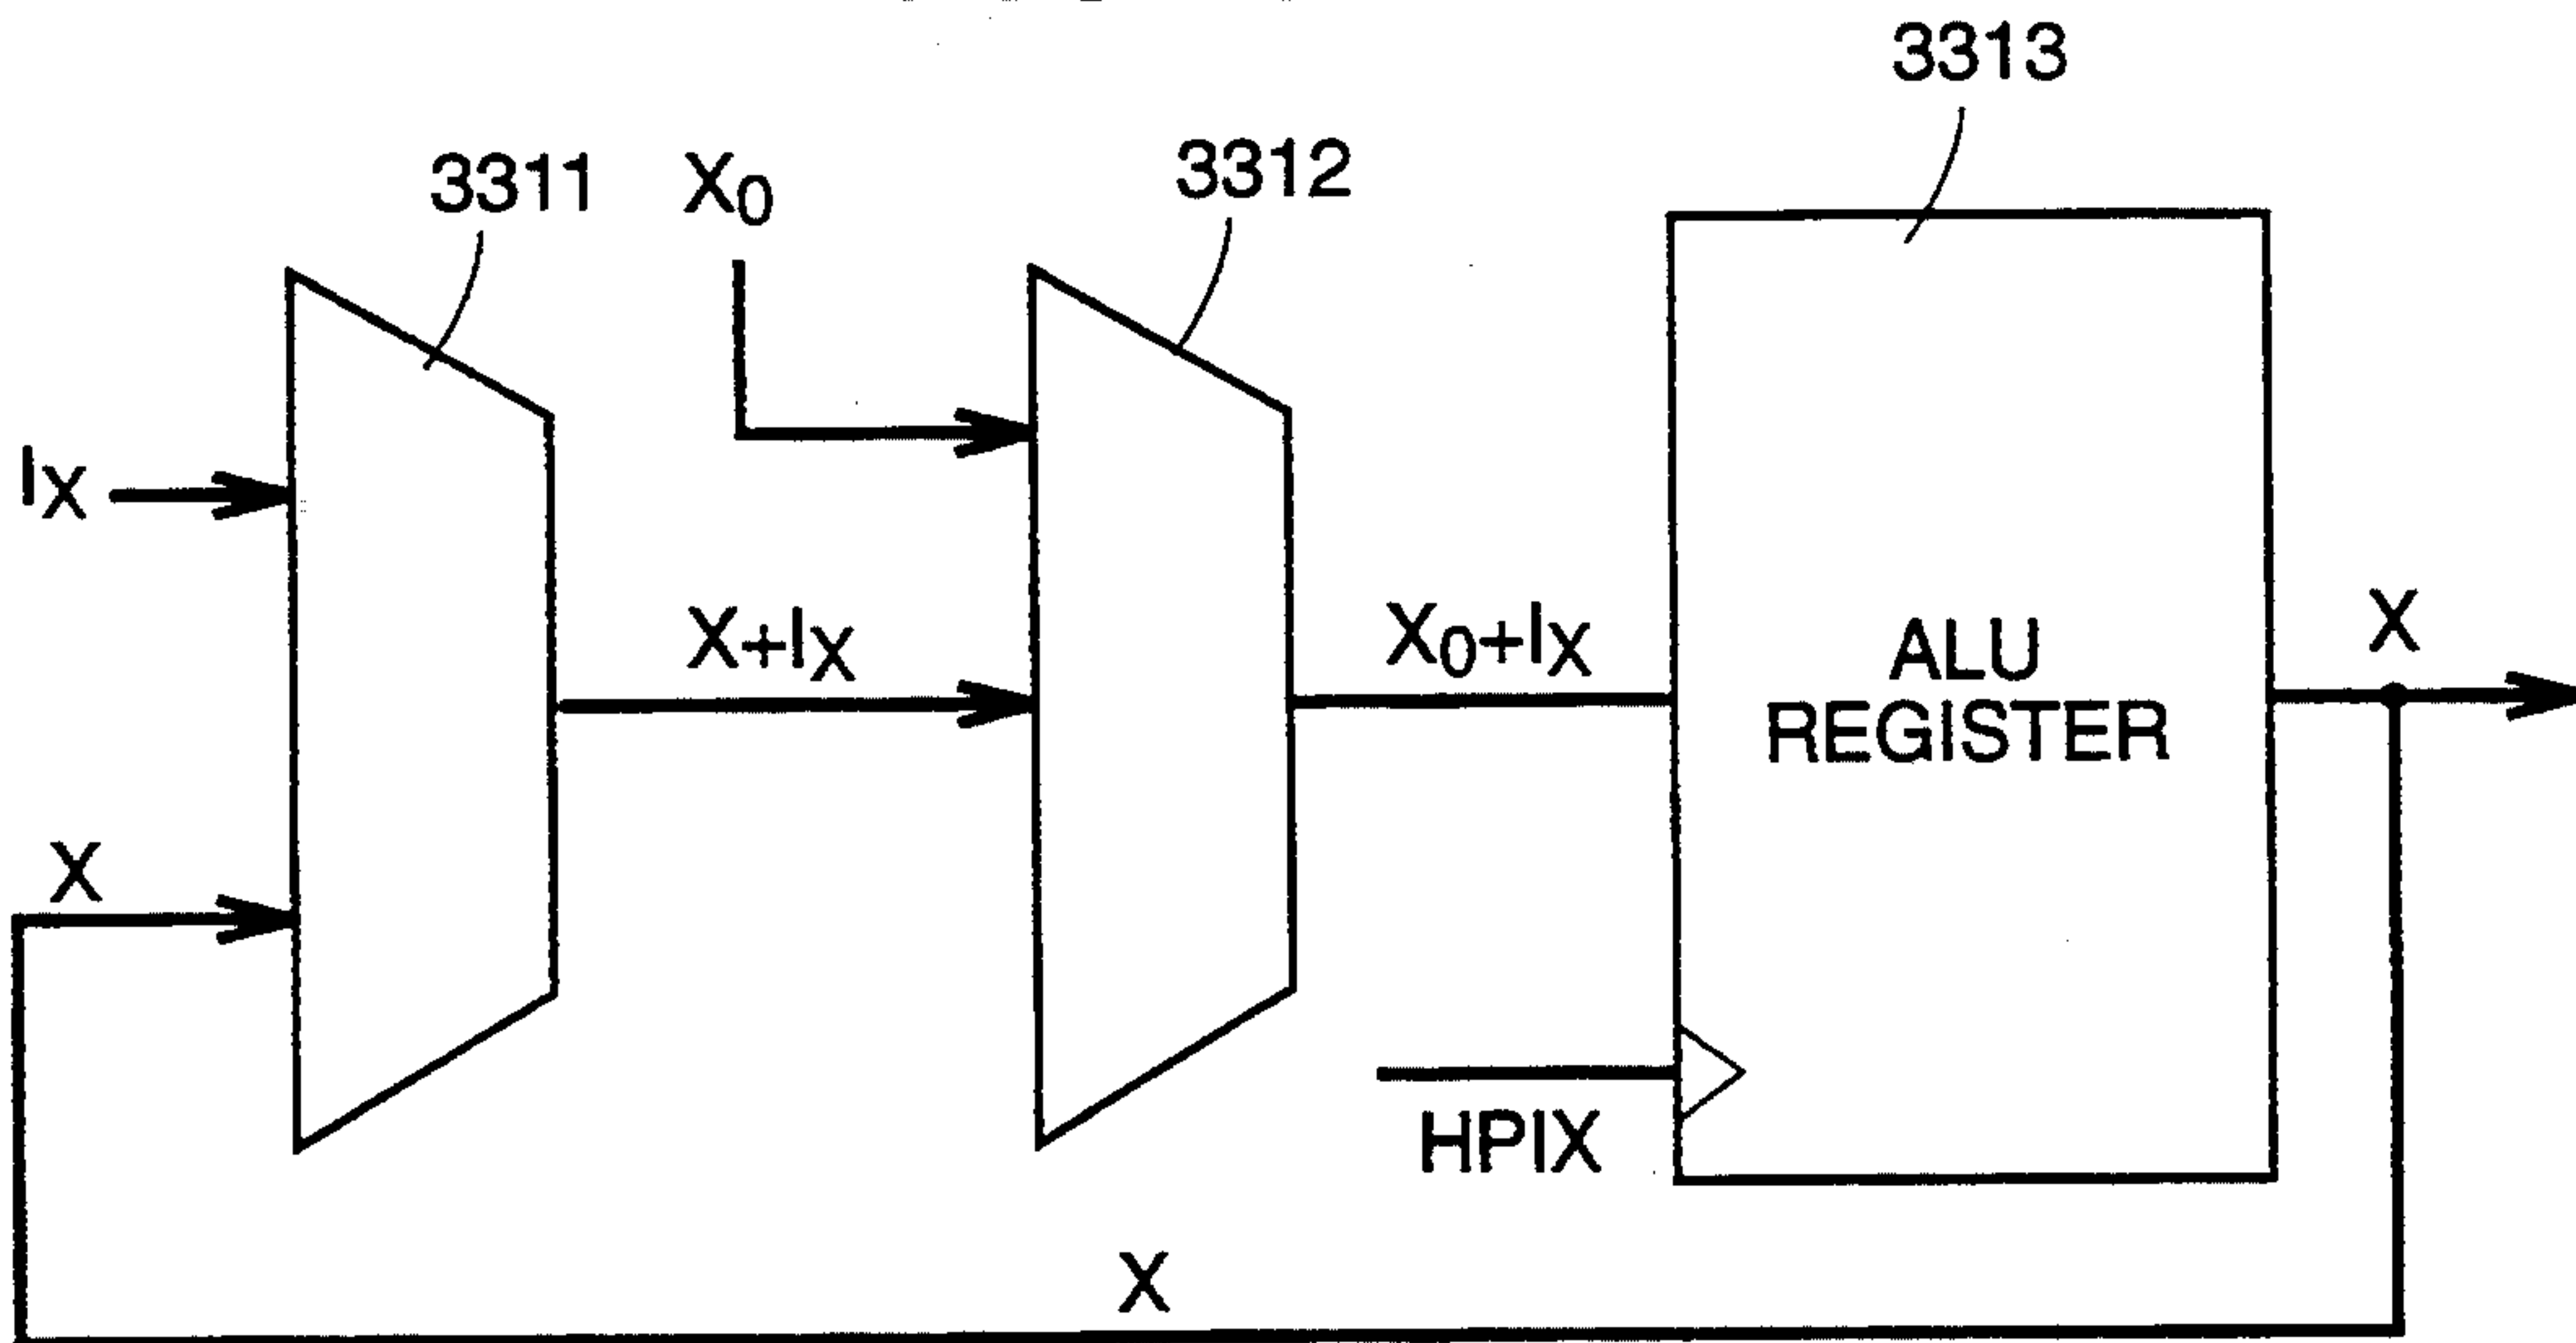 3313
3311
X0
3312
IX
X+IX
X0+IX
ALU
REGISTER
X
X
HPIX
X